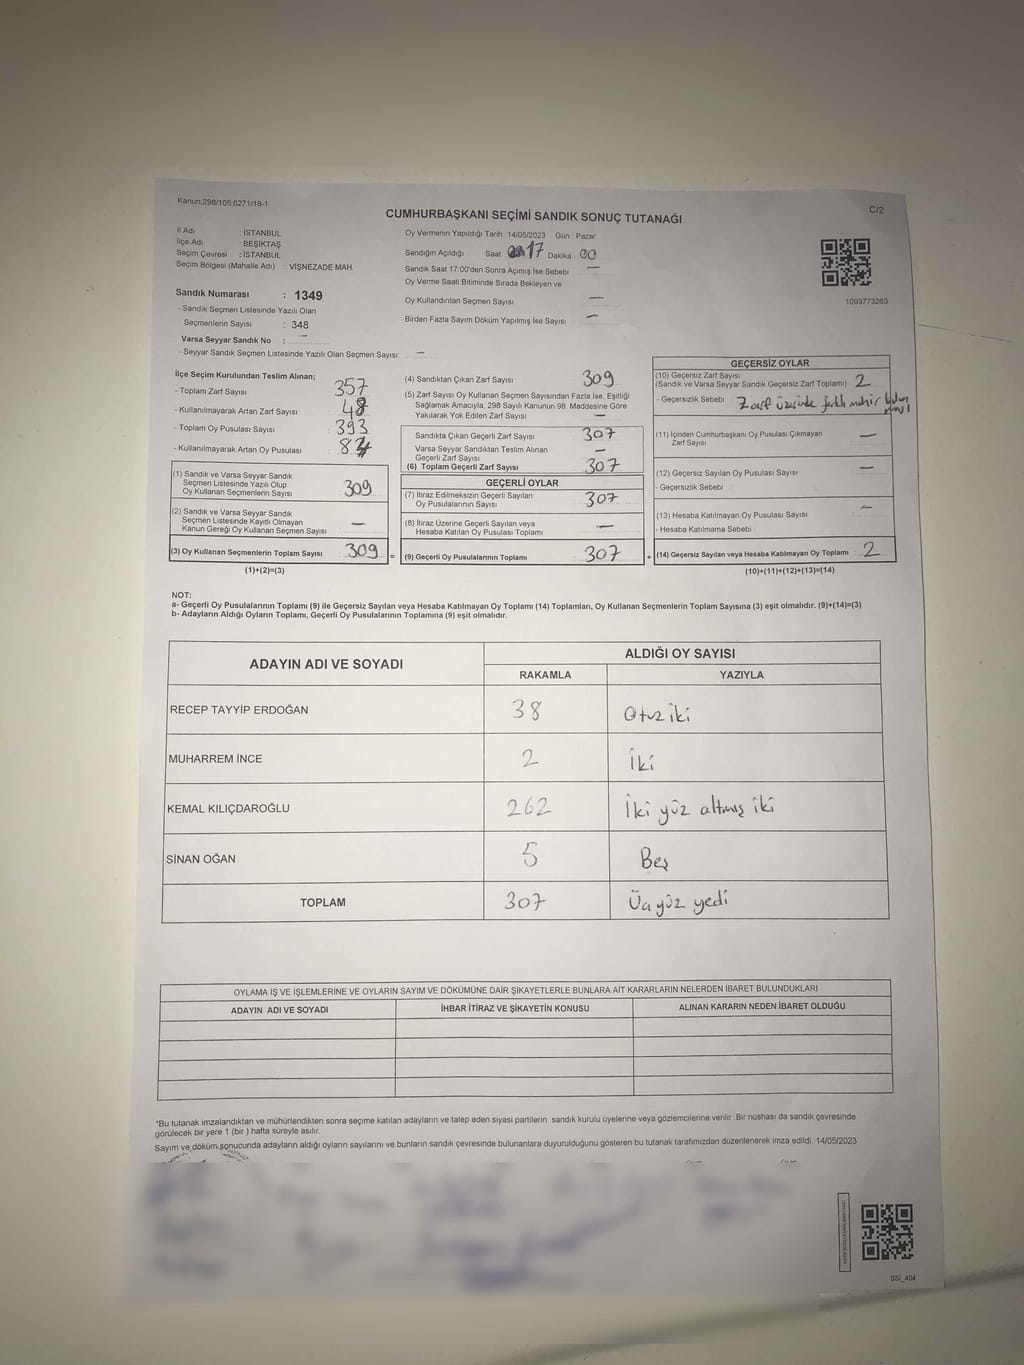 Kanun:298/105;6271/18-1
C/2
CUMHURBAŞKANI SEÇİMİ SANDIK SONUÇ TUTANAĞI
İl Adı : İSTANBUL
İlçe Adı : BEŞİKTAŞ
Seçim Çevresi : İSTANBUL
Seçim Bölgesi (Mahalle Adı) : VİŞNEZADE MAH.
Oy Vermenin Yapıldığı Tarih : 14/05/2023 Gün : Pazar
Sandığın Açıldığı Saat 17 Dakika 00
Sandık Saat 17:00'den Sonra Açımış İse Sebebi : —
Oy Verme Saati Bitiminde Sırada Bekleyen ve
Oy Kullandırılan Seçmen Sayısı —
Birden Fazla Sayım Döküm Yapılmış İse Sayısı —
1093773263
Sandık Numarası : 1349
- Sandık Seçmen Listesinde Yazılı Olan
Seçmenlerin Sayısı : 348
Varsa Seyyar Sandık No : —
- Seyyar Sandık Seçmen Listesinde Yazılı Olan Seçmen Sayısı: —
İlçe Seçim Kurulundan Teslim Alınan;
- Toplam Zarf Sayısı : 357
- Kullanılmayarak Artan Zarf Sayısı : 48
- Toplam Oy Pusulası Sayısı : 393
- Kullanılmayarak Artan Oy Pusulası : 84
(1) Sandık ve Varsa Seyyar Sandık
Seçmen Listesinde Yazılı Olup
Oy Kullanan Seçmenlerin Sayısı 309
(2) Sandık ve Varsa Seyyar Sandık
Seçmen Listesinde Kayıtlı Olmayan
Kanun Gereği Oy Kullanan Seçmen Sayısı —
(3) Oy Kullanan Seçmenlerin Toplam Sayısı 309 =
(1)+(2)=(3)
(4) Sandıktan Çıkan Zarf Sayısı 309
(5) Zarf Sayısı Oy Kullanan Seçmen Sayısından Fazla İse, Eşitliği
Sağlamak Amacıyla, 298 Sayılı Kanunun 98. Maddesine Göre
Yakılarak Yok Edilen Zarf Sayısı —
Sandıkta Çıkan Geçerli Zarf Sayısı 307
Varsa Seyyar Sandıktan Teslim Alınan
Geçerli Zarf Sayısı —
(6) Toplam Geçerli Zarf Sayısı 307
GEÇERLİ OYLAR
(7) İtiraz Edilmeksizin Geçerli Sayılan
Oy Pusulalarının Sayısı 307
(8) İtiraz Üzerine Geçerli Sayılan veya
Hesaba Katılan Oy Pusulaları Toplamı —
(9) Geçerli Oy Pusulalarının Toplamı 307 +
GEÇERSİZ OYLAR
(10) Geçersiz Zarf Sayısı
(Sandık ve Varsa Seyyar Sandık Geçersiz Zarf Toplamı) 2
- Geçersizlik Sebebi : Zarf üzerinde farklı mühir
(11) İçinden Cumhurbaşkanı Oy Pusulası Çıkmayan
Zarf Sayısı —
(12) Geçersiz Sayılan Oy Pusulası Sayısı —
- Geçersizlik Sebebi
(13) Hesaba Katılmayan Oy Pusulası Sayısı —
- Hesaba Katılmama Sebebi
(14) Geçersiz Sayılan veya Hesaba Katılmayan Oy Toplamı : 2
(10)+(11)+(12)+(13)=(14)
NOT:
a- Geçerli Oy Pusulalarının Toplamı (9) ile Geçersiz Sayılan veya Hesaba Katılmayan Oy Toplamı (14) Toplamları, Oy Kullanan Seçmenlerin Toplam Sayısına (3) eşit olmalıdır. (9)+(14)=(3)
b- Adayların Aldığı Oyların Toplamı, Geçerli Oy Pusulalarının Toplamına (9) eşit olmalıdır.
ADAYIN ADI VE SOYADI
ALDIĞI OY SAYISI
RAKAMLA YAZIYLA
RECEP TAYYİP ERDOĞAN 38 Otuz iki
MUHARREM İNCE 2 İki
KEMAL KILIÇDAROĞLU 262 İki yüz altmış iki
SİNAN OĞAN 5 Beş
TOPLAM 307 Üç yüz yedi
OYLAMA İŞ VE İŞLEMLERİNE VE OYLARIN SAYIM VE DÖKÜMÜNE DAİR ŞİKAYETLERLE BUNLARA AİT KARARLARIN NELERDEN İBARET BULUNDUKLARI
ADAYIN ADI VE SOYADI İHBAR İTİRAZ VE ŞİKAYETİN KONUSU ALINAN KARARIN NEDEN İBARET OLDUĞU
*Bu tutanak imzalandıktan ve mühürlendikten sonra seçime katılan adayların ve talep eden siyasi partilerin sandık kurulu üyelerine veya gözlemcilerine verilir. Bir nüshası da sandık çevresinde
görülecek bir yere 1 (bir ) hafta süreyle asılır.
Sayım ve döküm sonucunda adayların aldığı oyların sayılarını ve bunların sandık çevresinde bulunanlara duyurulduğunu gösteren bu tutanak tarafımızdan düzenlenerek imza edildi. 14/05/2023
SSİ_404